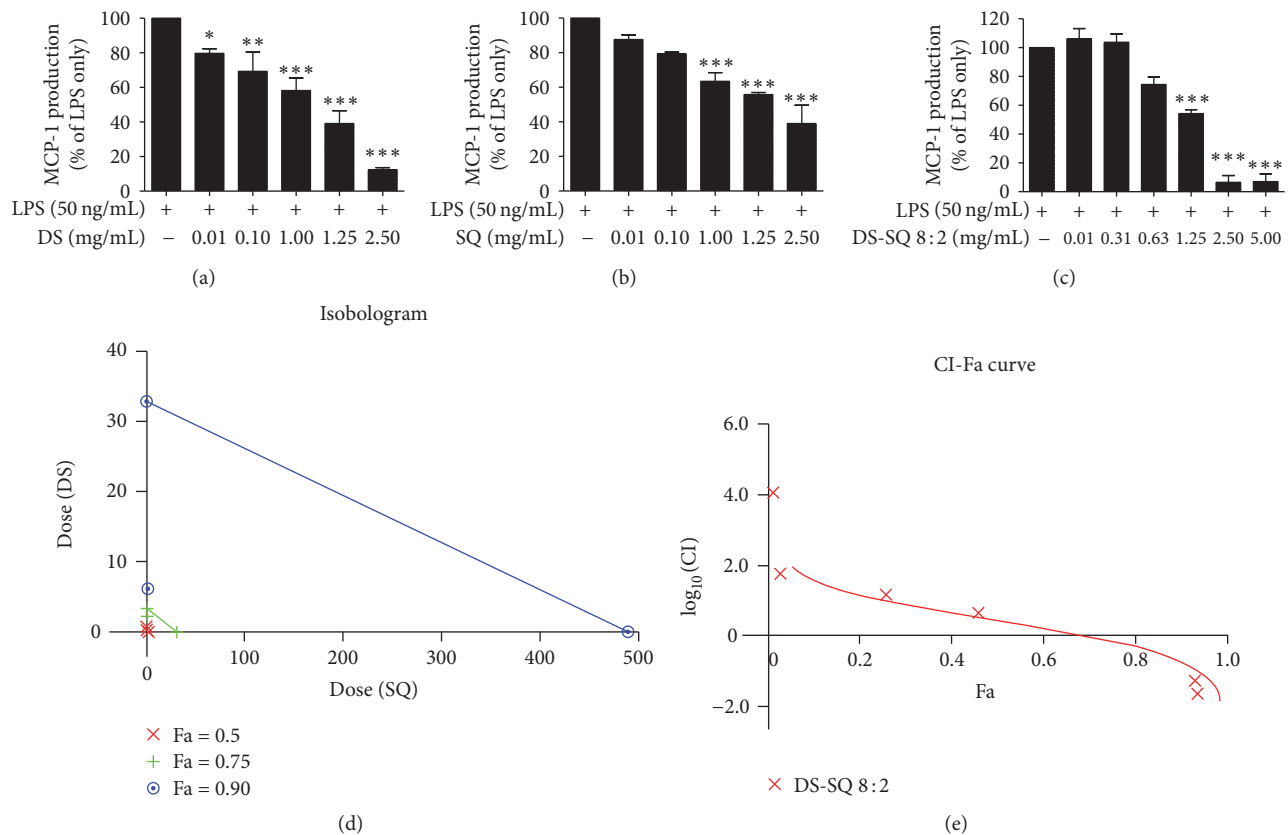 MCP-1 production
(% of LPS only)
100
80
60
40
20
0
* ** *** *** ***
LPS (50 ng/mL) + + + + + +
DS (mg/mL) − 0.01 0.10 1.00 1.25 2.50
(a)
MCP-1 production
(% of LPS only)
100
80
60
40
20
0
*** *** ***
LPS (50 ng/mL) + + + + + +
SQ (mg/mL) − 0.01 0.10 1.00 1.25 2.50
(b)
MCP-1 production
(% of LPS only)
120
100
80
60
40
20
0
*** *** ***
LPS (50 ng/mL) + + + + + + +
DS-SQ 8:2 (mg/mL) − 0.01 0.31 0.63 1.25 2.50 5.00
(c)
Isobologram
Dose (DS)
40
30
20
10
0
0 100 200 300 400 500
Dose (SQ)
Fa = 0.5
Fa = 0.75
Fa = 0.90
(d)
CI-Fa curve
log10(CI)
6.0
4.0
2.0
0
−2.0
0 0.2 0.4 0.6 0.8 1.0
Fa
DS-SQ 8:2
(e)